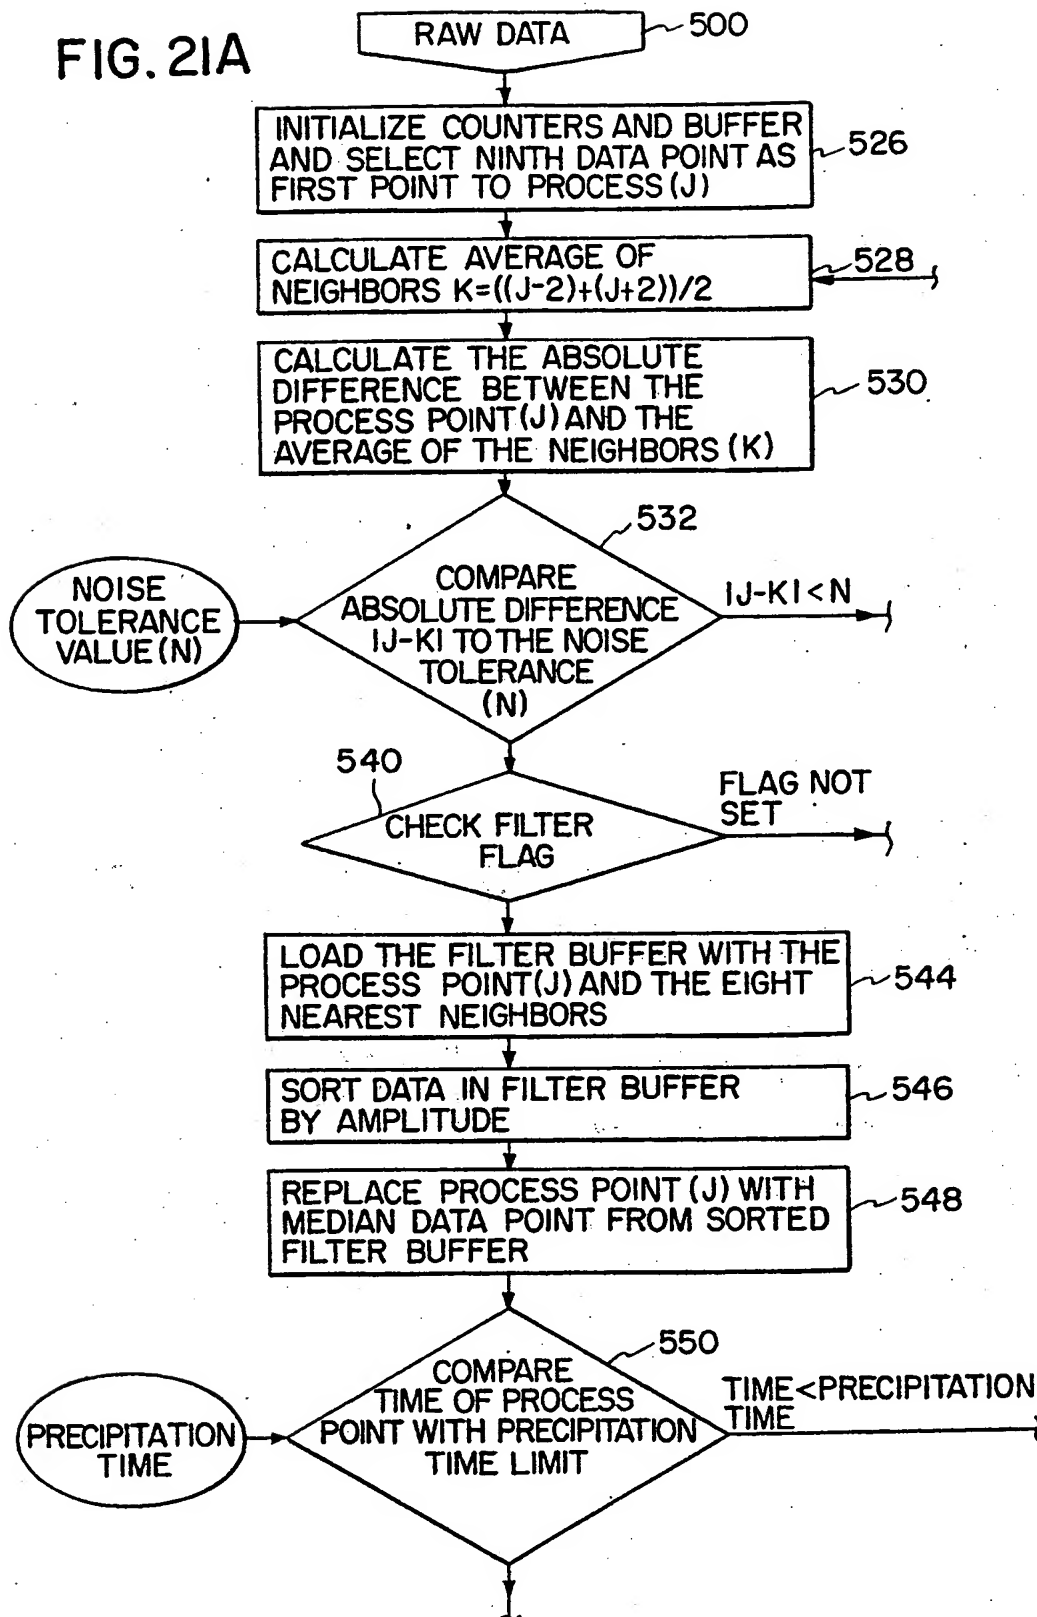 FIG. 21A
RAW DATA
500
INITIALIZE COUNTERS AND BUFFER
AND SELECT NINTH DATA POINT AS
FIRST POINT TO PROCESS (J)
526
CALCULATE AVERAGE OF
NEIGHBORS K=((J-2)+(J+2))/2
528
CALCULATE THE ABSOLUTE
DIFFERENCE BETWEEN THE
PROCESS POINT (J) AND THE
AVERAGE OF THE NEIGHBORS (K)
530
532
NOISE
TOLERANCE
VALUE (N)
COMPARE
ABSOLUTE DIFFERENCE
|J-K| TO THE NOISE
TOLERANCE
(N)
|J-K| < N
540
CHECK FILTER
FLAG
FLAG NOT
SET
LOAD THE FILTER BUFFER WITH THE
PROCESS POINT (J) AND THE EIGHT
NEAREST NEIGHBORS
544
SORT DATA IN FILTER BUFFER
BY AMPLITUDE
546
REPLACE PROCESS POINT (J) WITH
MEDIAN DATA POINT FROM SORTED
FILTER BUFFER
548
550
PRECIPITATION
TIME
COMPARE
TIME OF PROCESS
POINT WITH PRECIPITATION
TIME LIMIT
TIME<PRECIPITATION
TIME